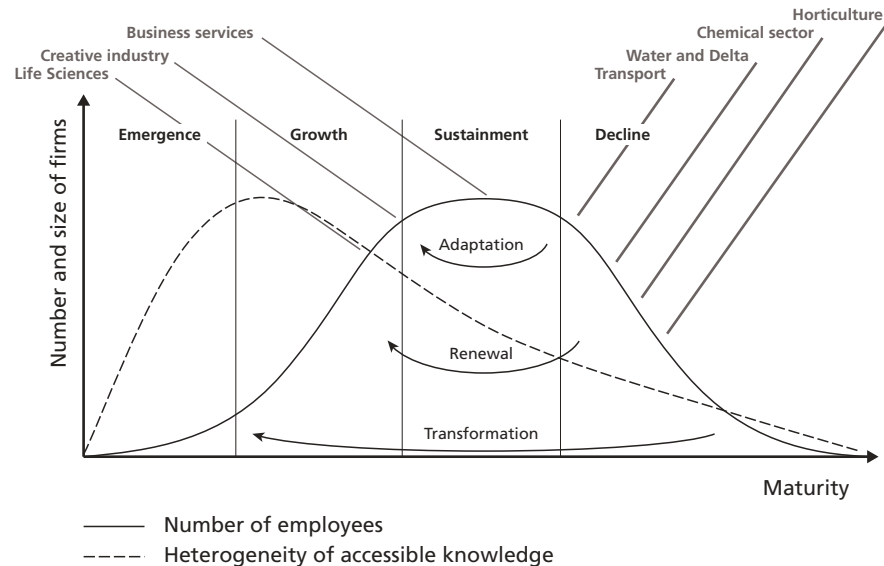 Horticulture
Business services
Chemical sector
Creative industry
Water and Delta
Life Sciences
Transport
Emergence
Growth
Sustainment
Decline
Number and size of firms
Adaptation
Renewal
Transformation
Maturity
Number of employees
Heterogeneity of accessible knowledge